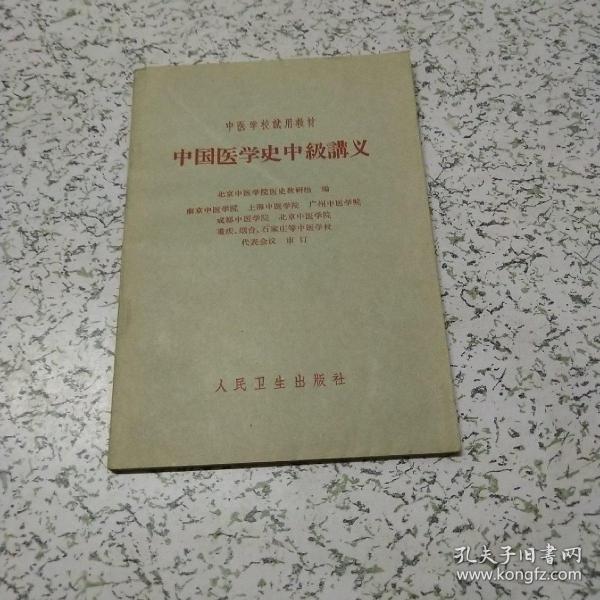 中医学校試用教材
中国医学史中級講义
北京中医学院医史教研組 編
南京中医学院 上海中医学院 广州中医学院
成都中医学院 北京中医学院
重庆、烟台、石家庄等中医学校
代表会议 审订
人民卫生出版社
孔夫子旧书网
www.kongfz.com